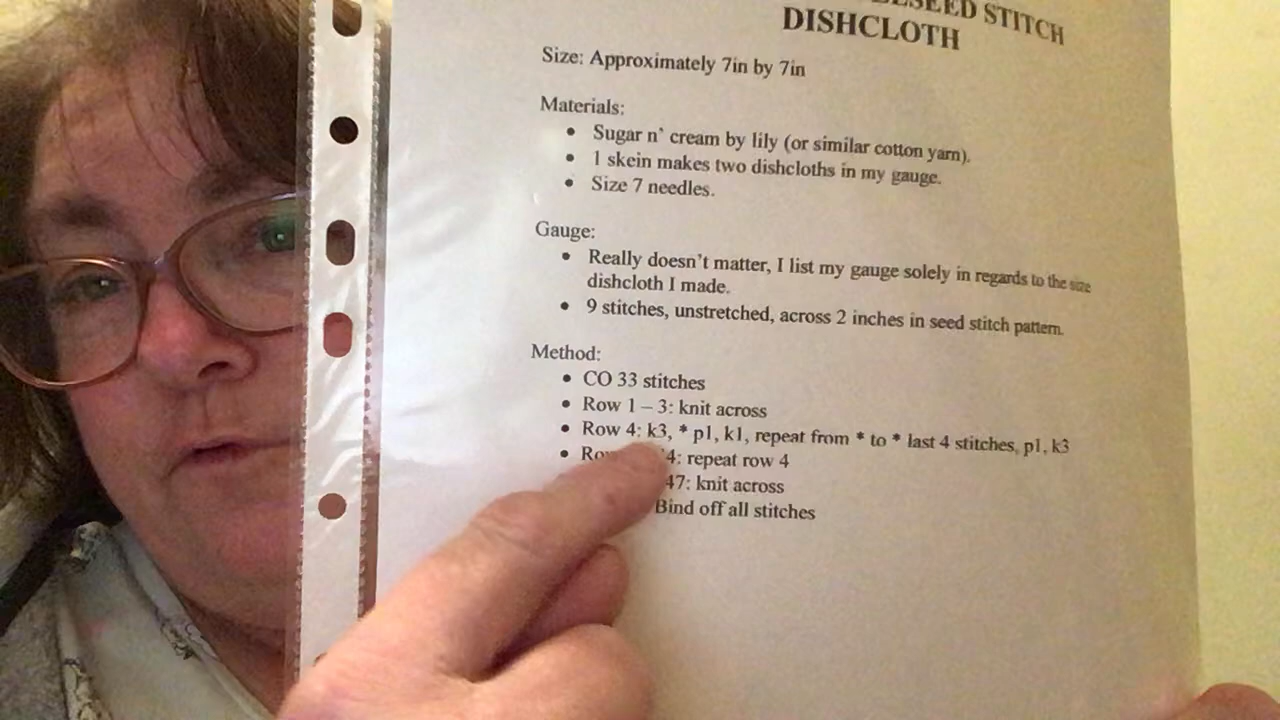 SEED STITCH
DISHCLOTH
Size: Approximately 7in by 7in
Materials:
• Sugar n' cream by lily (or similar cotton yarn).
• 1 skein makes two dishcloths in my gauge.
• Size 7 needles.
Gauge:
• Really doesn't matter, I list my gauge solely in regards to the size
dishcloth I made.
• 9 stitches, unstretched, across 2 inches in seed stitch pattern.
Method:
• CO 33 stitches
• Row 1 – 3: knit across
• Row 4: k3, * p1, k1, repeat from * to * last 4 stitches, p1, k3
• 4: repeat row 4
47: knit across
Bind off all stitches